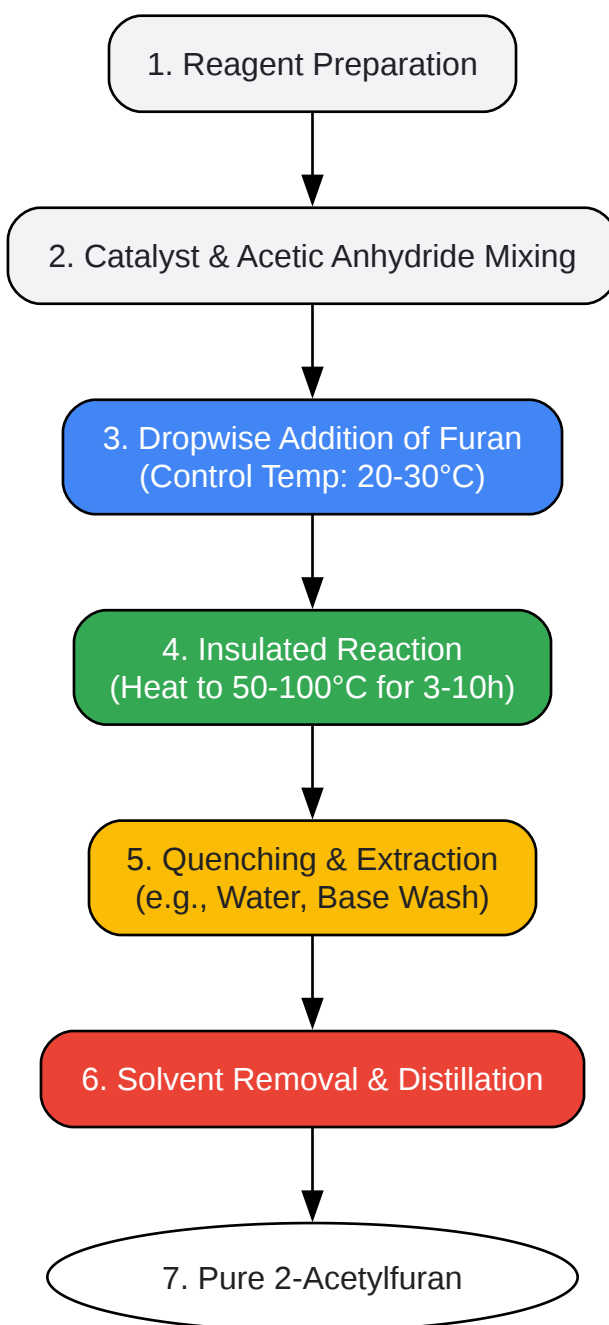 1. Reagent Preparation
2. Catalyst & Acetic Anhydride Mixing
3. Dropwise Addition of Furan
(Control Temp: 20-30°C)
4. Insulated Reaction
(Heat to 50-100°C for 3-10h)
5. Quenching & Extraction
(e.g., Water, Base Wash)
6. Solvent Removal & Distillation
7. Pure 2-Acetylfuran